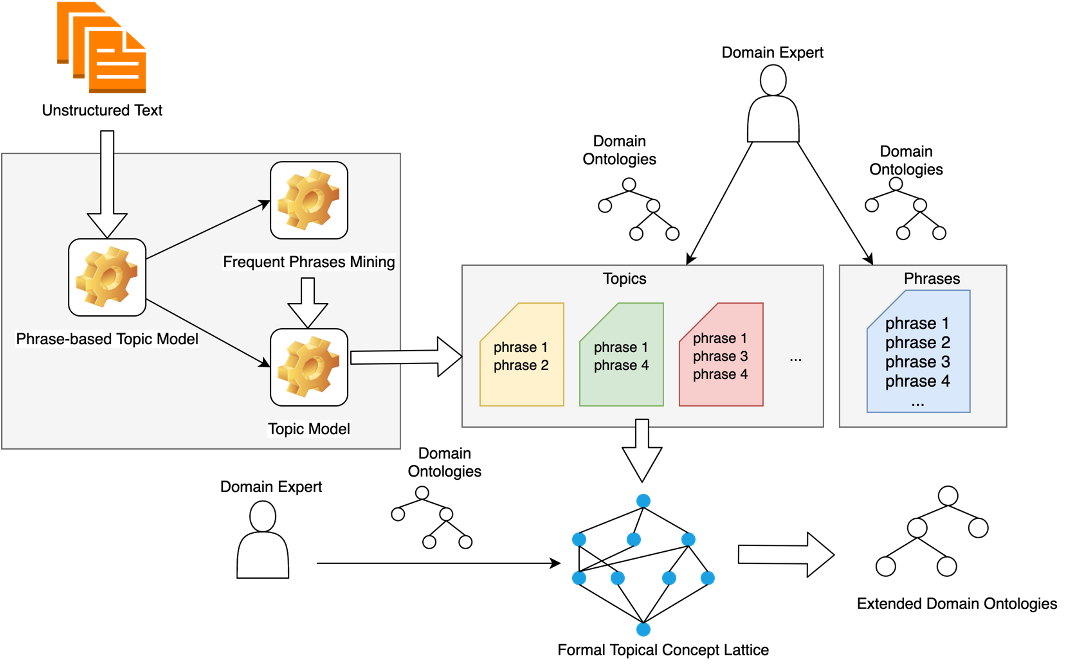 Unstructured Text
Domain Expert
Domain
Ontologies
Domain
Ontologies
Frequent Phrases Mining
Phrase-based Topic Model
Topic Model
Topics
phrase 1
phrase 2
phrase 1
phrase 4
phrase 1
phrase 3
phrase 4
...
Phrases
phrase 1
phrase 2
phrase 3
phrase 4
...
Domain Expert
Domain
Ontologies
Formal Topical Concept Lattice
Extended Domain Ontologies